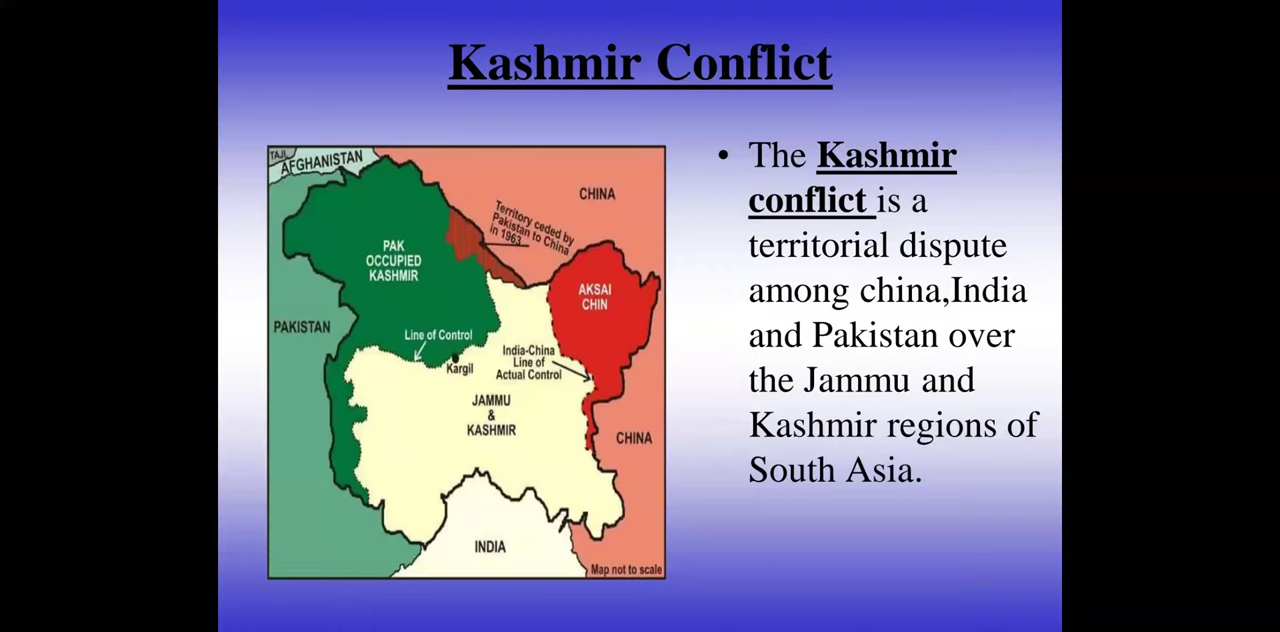 Kashmir Conflict
TAJI.
AFGHANISTAN
CHINA
Territory ceded by
Pakistan to China
in 1963
PAK
OCCUPIED
KASHMIR
AKSAI
CHIN
PAKISTAN
Line of Control
Kargil
India-China
Line of
Actual Control
JAMMU
&
KASHMIR
CHINA
INDIA
Map not to scale
• The Kashmir
conflict is a
territorial dispute
among china,India
and Pakistan over
the Jammu and
Kashmir regions of
South Asia.